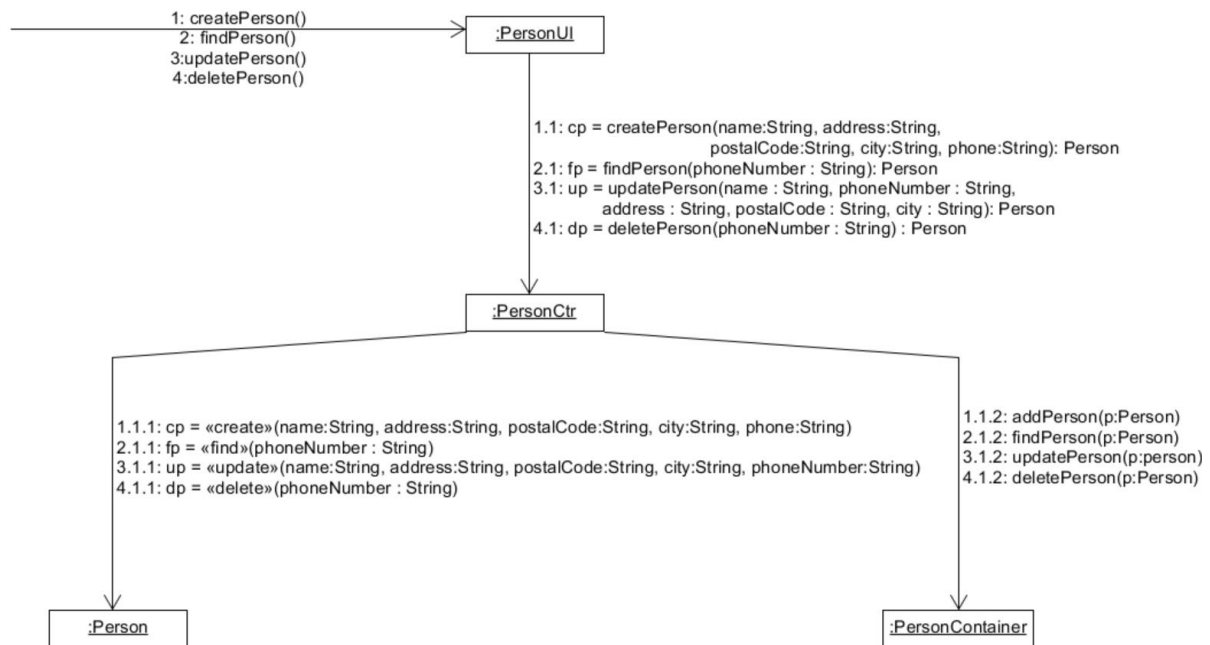 1: createPerson()
2: findPerson()
3:updatePerson()
4:deletePerson()
:PersonUI
1.1: cp = createPerson(name:String, address:String,
postalCode:String, city:String, phone:String): Person
2.1: fp = findPerson(phoneNumber : String): Person
3.1: up = updatePerson(name : String, phoneNumber : String,
address : String, postalCode : String, city : String): Person
4.1: dp = deletePerson(phoneNumber : String) : Person
:PersonCtr
1.1.1: cp = «create»(name:String, address:String, postalCode:String, city:String, phone:String)
2.1.1: fp = «find»(phoneNumber : String)
3.1.1: up = «update»(name:String, address:String, postalCode:String, city:String, phoneNumber:String)
4.1.1: dp = «delete»(phoneNumber : String)
1.1.2: addPerson(p:Person)
2.1.2: findPerson(p:Person)
3.1.2: updatePerson(p:person)
4.1.2: deletePerson(p:Person)
:Person
:PersonContainer